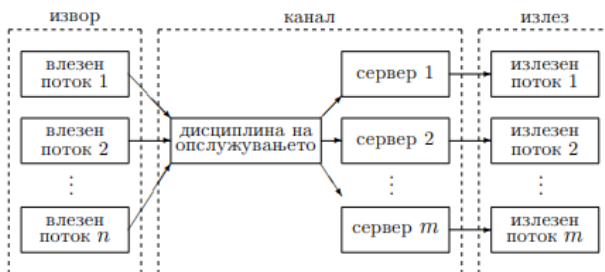 извор
канал
излез
влезен
поток 1
сервер 1
излезен
поток 1
влезен
поток 2
дисциплина на
опслужувањето
сервер 2
излезен
поток 2
⋮
⋮
⋮
влезен
поток n
сервер m
излезен
поток m